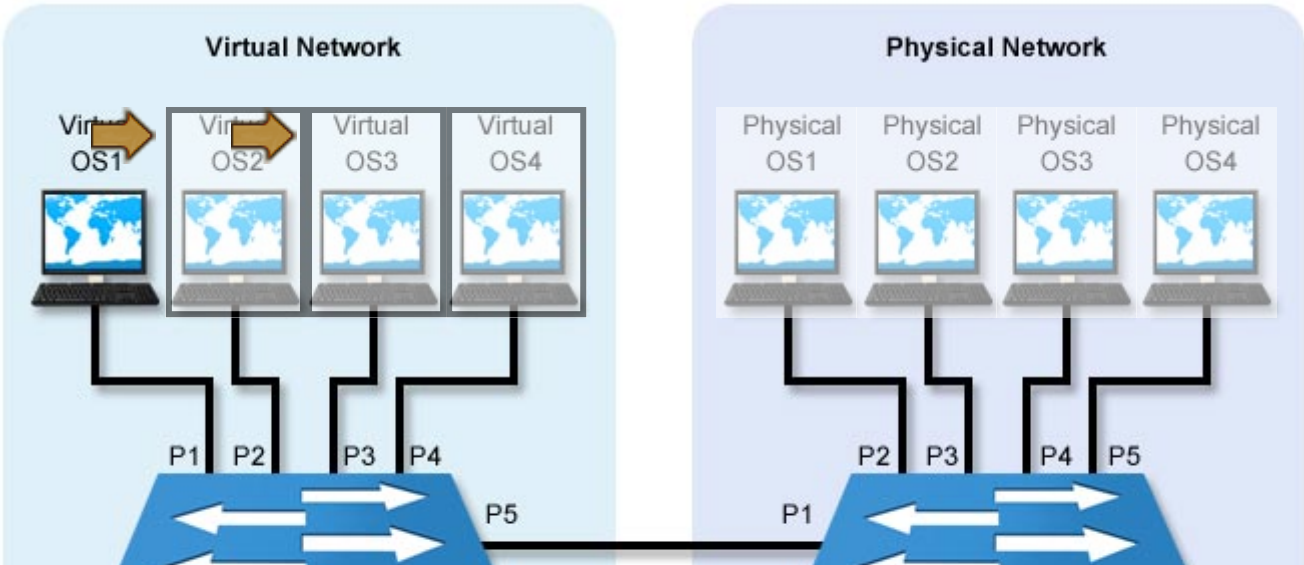 Virtual Network
Physical Network
Virtual
OS1
Virtual
OS2
Virtual
OS3
Virtual
OS4
Physical
OS1
Physical
OS2
Physical
OS3
Physical
OS4
P1
P2
P3
P4
P5
P2
P3
P4
P5
P1